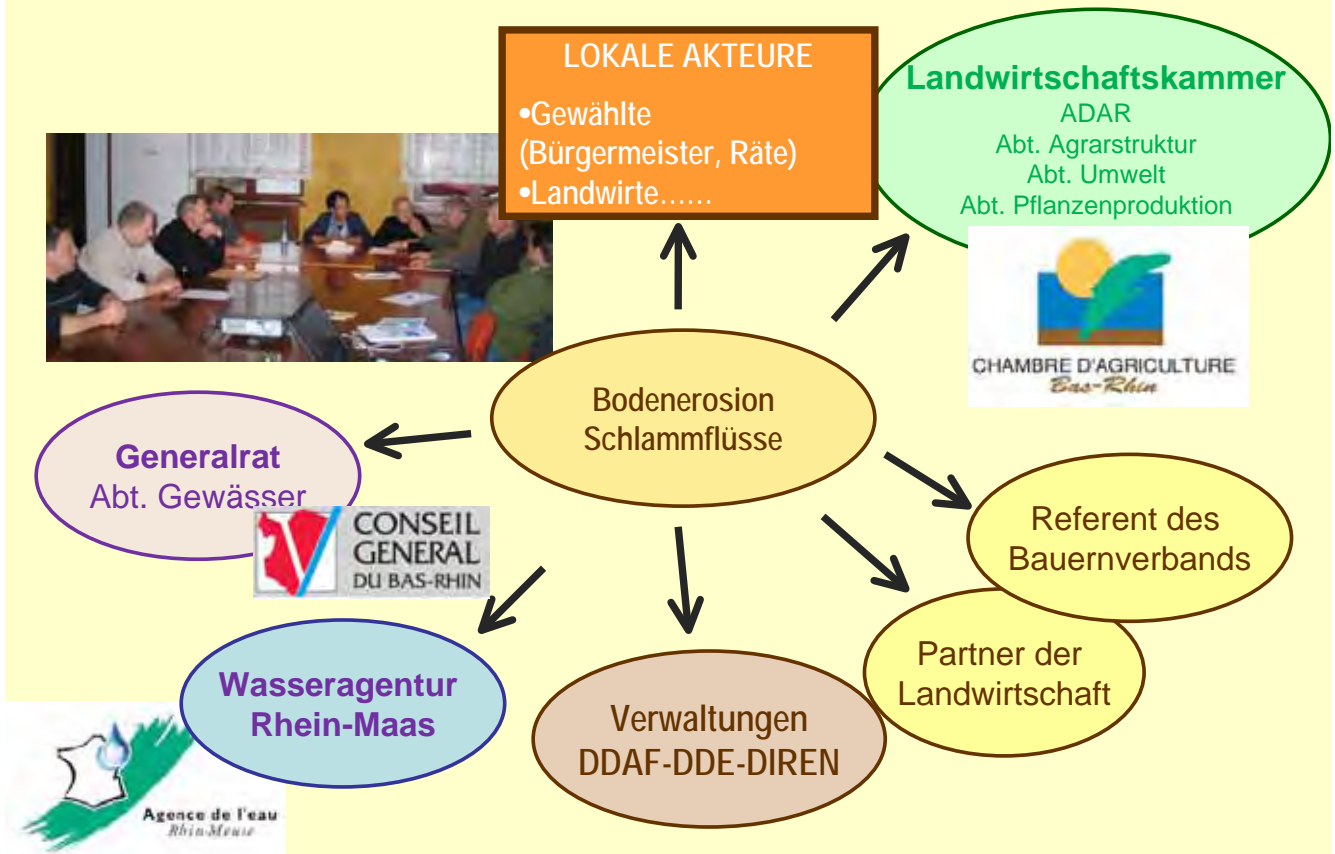 LOKALE AKTEURE
•Gewählte
(Bürgermeister, Räte)
•Landwirte......
Landwirtschaftskammer
ADAR
Abt. Agrarstruktur
Abt. Umwelt
Abt. Pflanzenproduktion
CHAMBRE D'AGRICULTURE
Bas-Rhin
Bodenerosion
Schlammflüsse
Generalrat
Abt. Gewässer
CONSEIL
GENERAL
DU BAS-RHIN
Referent des
Bauernverbands
Partner der
Landwirtschaft
Wasseragentur
Rhein-Maas
Verwaltungen
DDAF-DDE-DIREN
Agence de l'eau
Rhin-Meuse